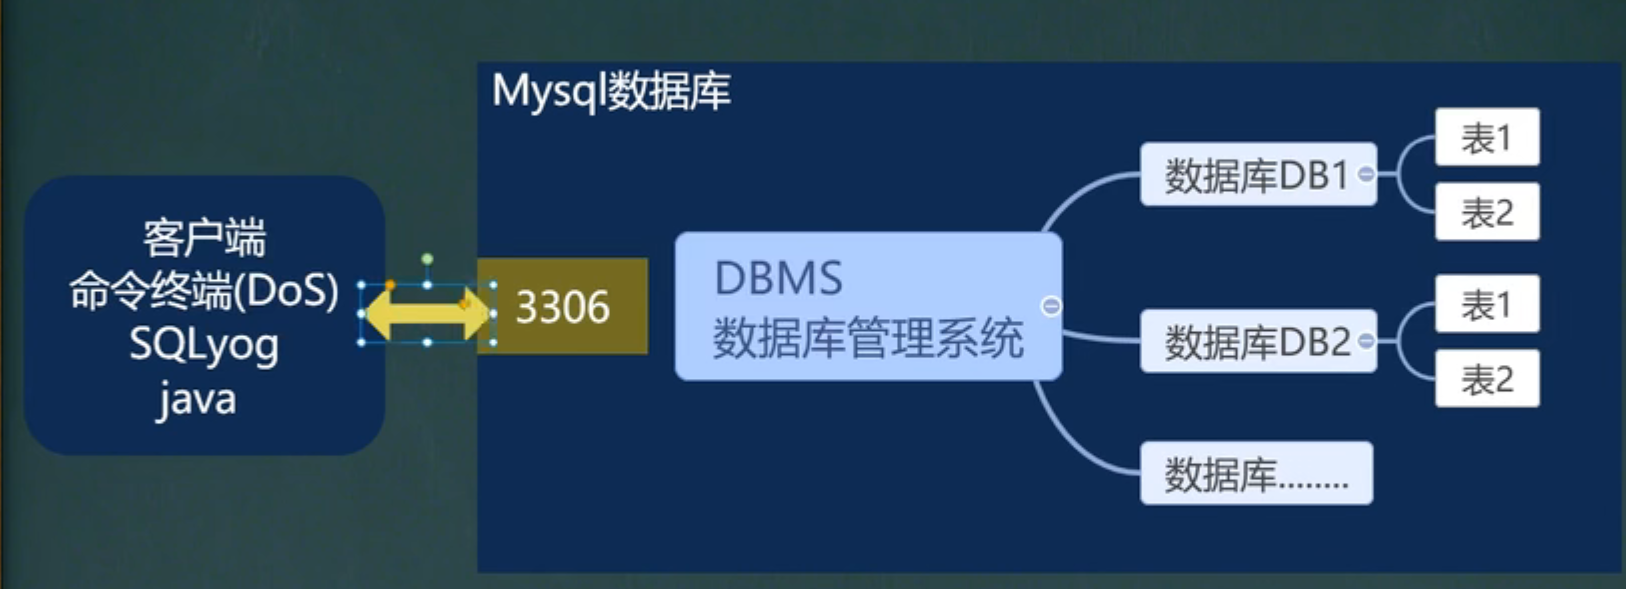 Mysql数据库
客户端
命令终端(DoS)
SQLyog
java
3306
DBMS
数据库管理系统
数据库DB1
表1
表2
数据库DB2
表1
表2
数据库........